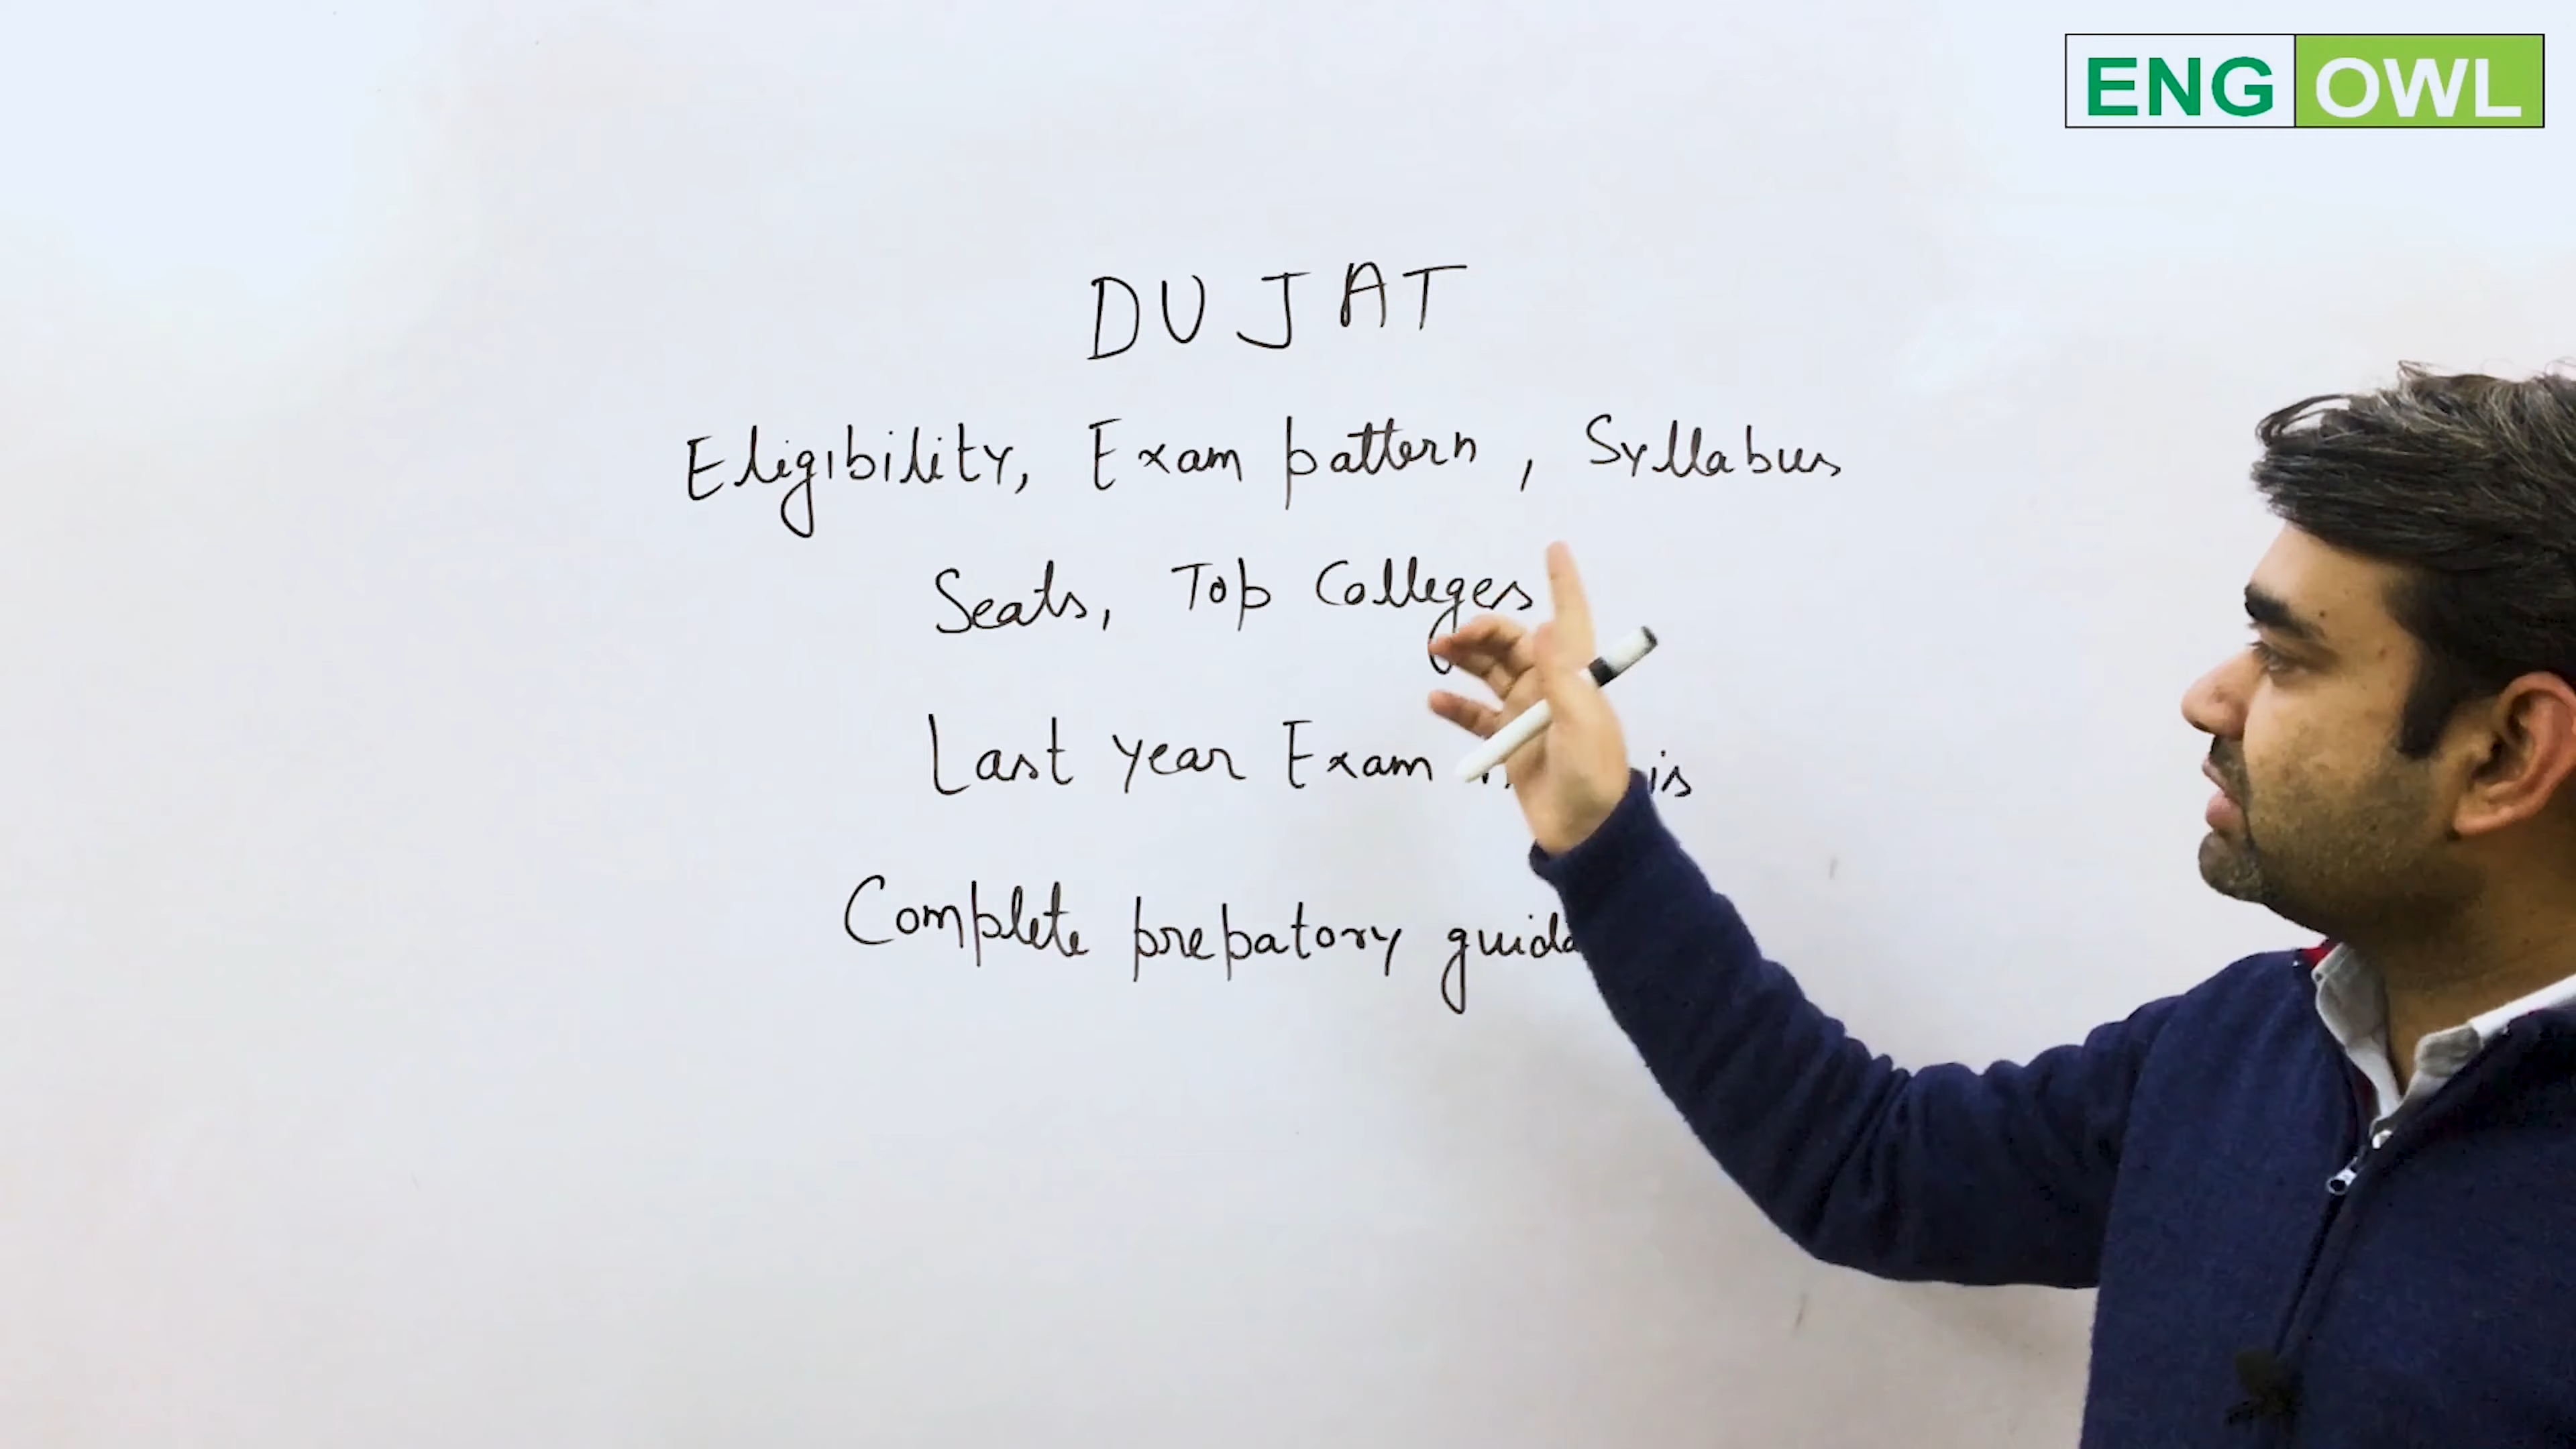 ENG OWL
DUJAT
Eligibility, Exam pattern, Syllabus
Seats, Top Colleges
Last year Exam
Complete prepatory